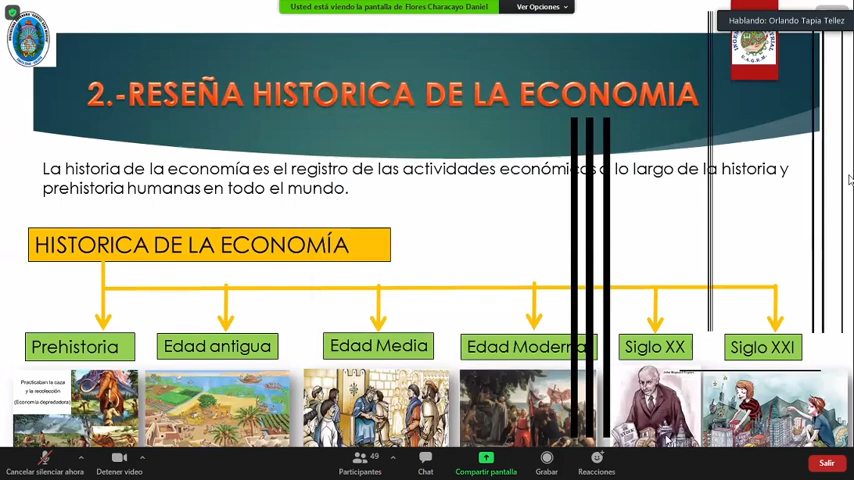 Usted está viendo la pantalla de Flores Characayo Daniel
Ver Opciones
Hablando: Orlando Tapia Tellez
2.-RESEÑA HISTORICA DE LA ECONOMIA
La historia de la economía es el registro de las actividades económicas a lo largo de la historia y
prehistoria humanas en todo el mundo.
HISTORICA DE LA ECONOMÍA
Prehistoria
Edad antigua
Edad Media
Edad Moderna
Siglo XX
Siglo XXI
Practicaban la caza
y la recolección
(Economía depredadora)
Cancelar silenciar ahora
Detener video
49
Participantes
Chat
Compartir pantalla
Grabar
Reacciones
Salir